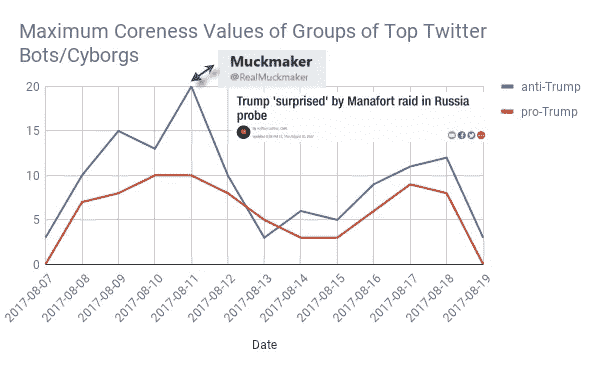 Maximum Coreness Values of Groups of Top Twitter
Bots/Cyborgs
Muckmaker
@RealMuckmaker
Trump 'surprised' by Manafort raid in Russia
probe
anti-Trump
pro-Trump
20
15
10
5
0
2017-08-07
2017-08-08
2017-08-09
2017-08-10
2017-08-11
2017-08-12
2017-08-13
2017-08-14
2017-08-15
2017-08-16
2017-08-17
2017-08-18
2017-08-19
Date